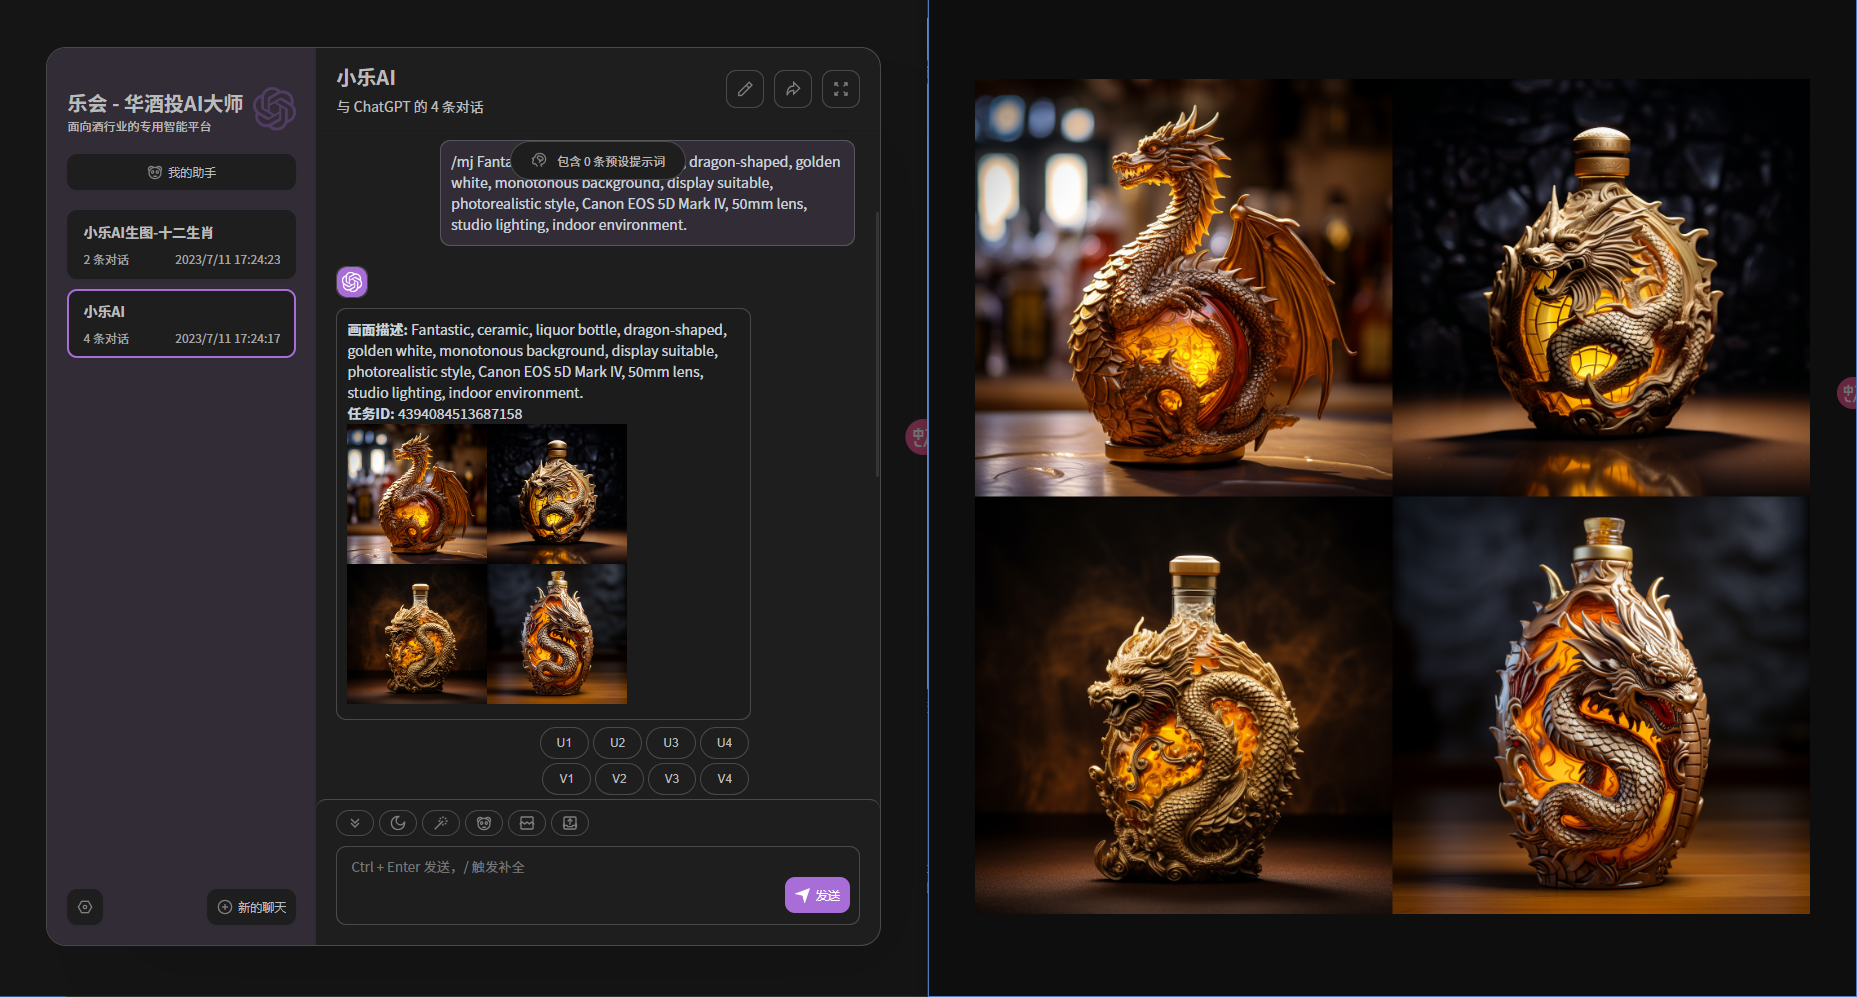 乐会 - 华酒投AI大师
面向酒行业的专用智能平台
我的助手
小乐AI生图-十二生肖
2 条对话 2023/7/11 17:24:23
小乐AI
4 条对话 2023/7/11 17:24:17
新的聊天
小乐AI
与 ChatGPT 的 4 条对话
包含 0 条预设提示词
/mj Fanta dragon-shaped, golden
white, monotonous background, display suitable,
photorealistic style, Canon EOS 5D Mark IV, 50mm lens,
studio lighting, indoor environment.
画面描述: Fantastic, ceramic, liquor bottle, dragon-shaped,
golden white, monotonous background, display suitable,
photorealistic style, Canon EOS 5D Mark IV, 50mm lens,
studio lighting, indoor environment.
任务ID: 4394084513687158
U1 U2 U3 U4
V1 V2 V3 V4
Ctrl + Enter 发送，/ 触发补全
发送